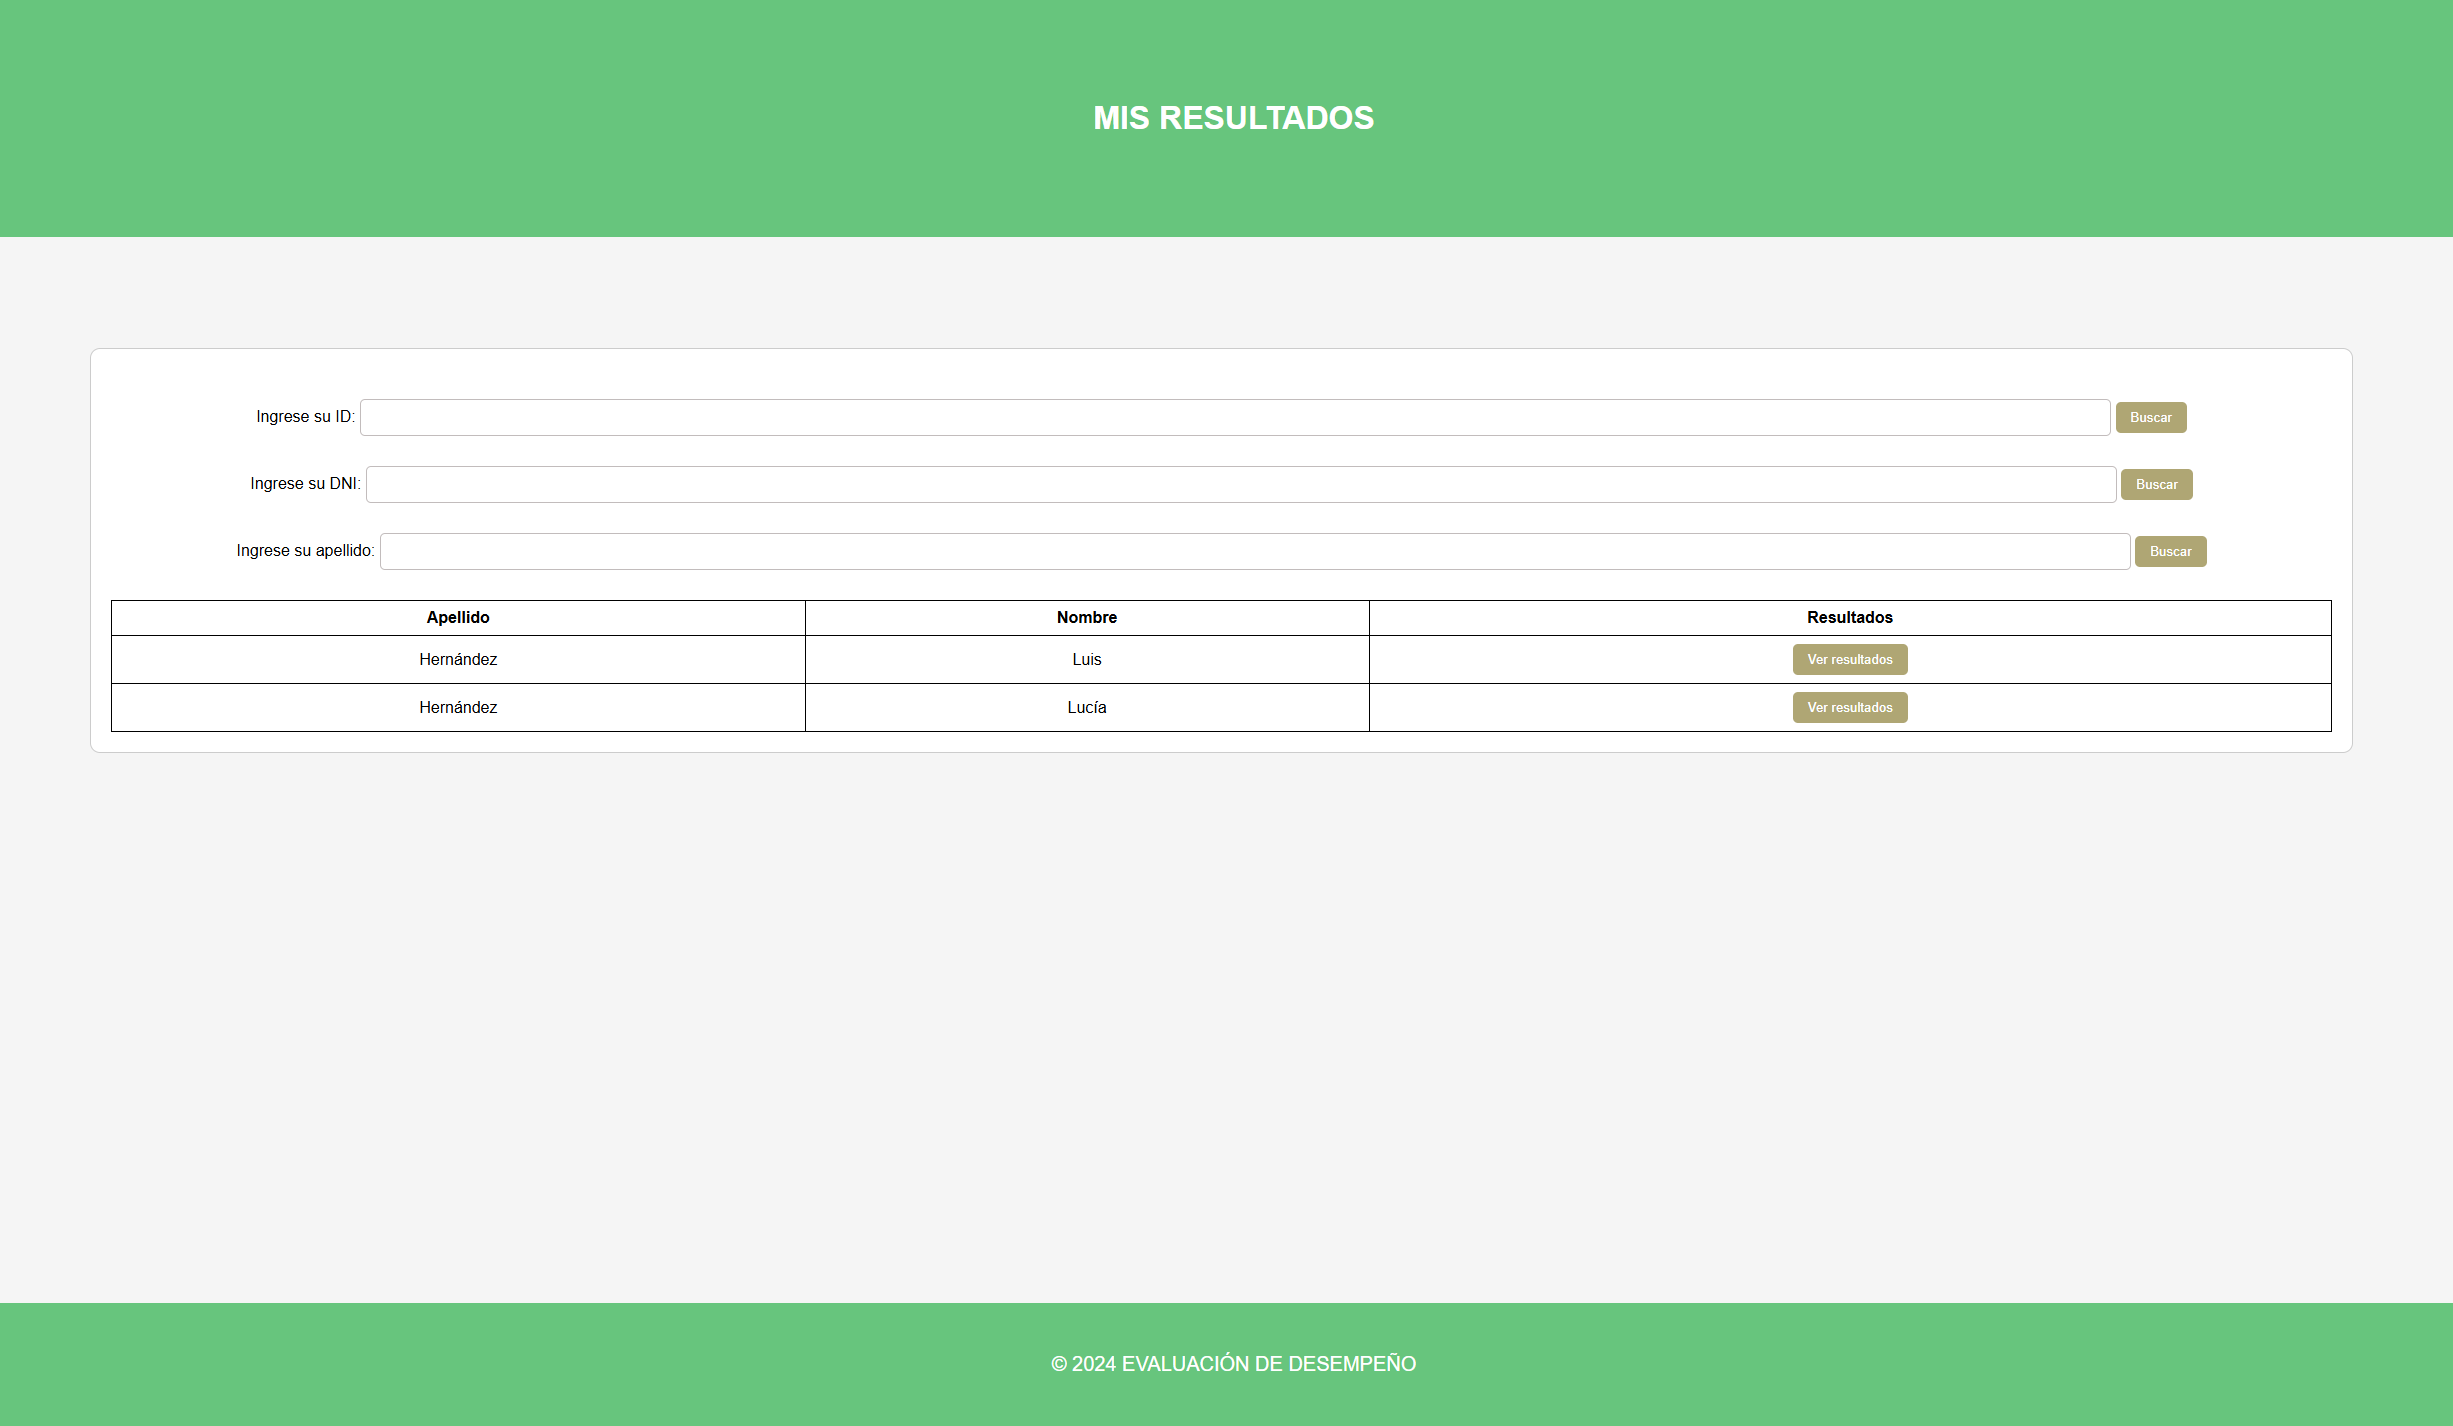 MIS RESULTADOS
Ingrese su ID: Buscar
Ingrese su DNI: Buscar
Ingrese su apellido: Buscar
Apellido Nombre Resultados
Hernández Luis Ver resultados
Hernández Lucía Ver resultados
© 2024 EVALUACIÓN DE DESEMPEÑO